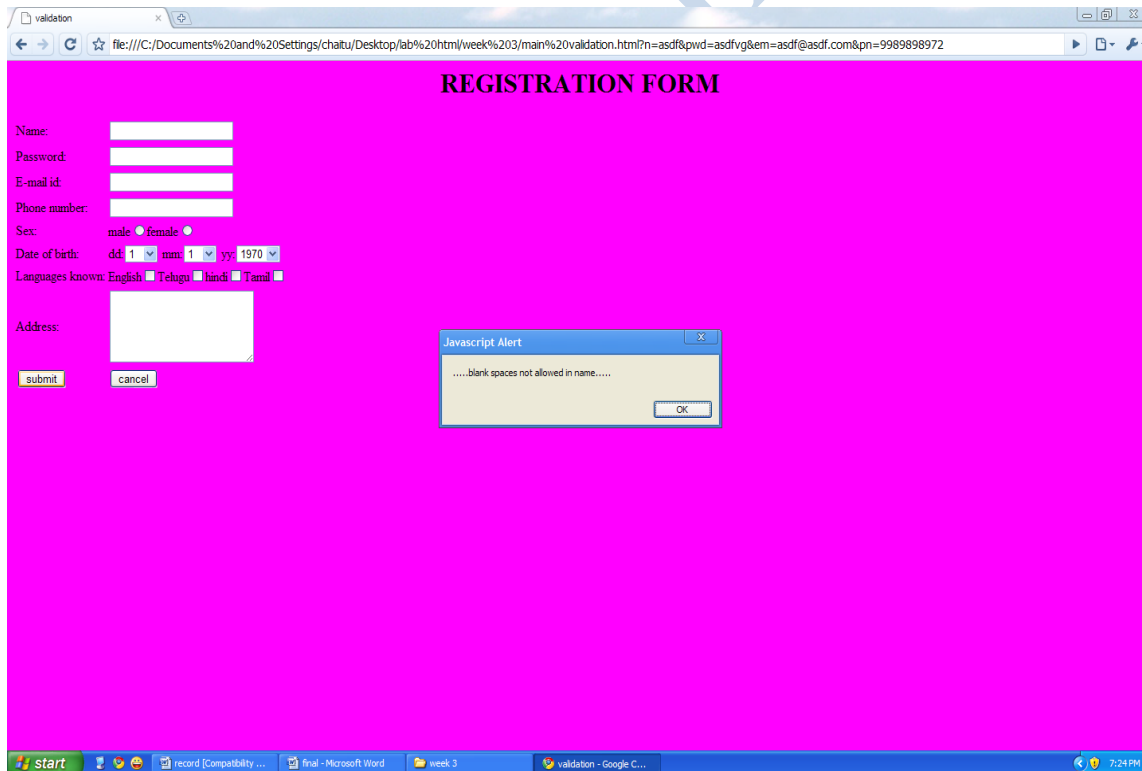 validation
file:///C:/Documents%20and%20Settings/chaitu/Desktop/lab%20html/week%203/main%20validation.html?n=asdf&pwd=asdfvg&em=asdf@asdf.com&pn=9989898972
REGISTRATION FORM
Name:
Password:
E-mail id:
Phone number:
Sex: male female
Date of birth: dd: 1 mm: 1 yy: 1970
Languages known: English Telugu hindi Tamil
Address:
submit cancel
Javascript Alert
.....blank spaces not allowed in name.....
OK
start record [Compatibility ... final - Microsoft Word week 3 validation - Google C... 7:24 PM